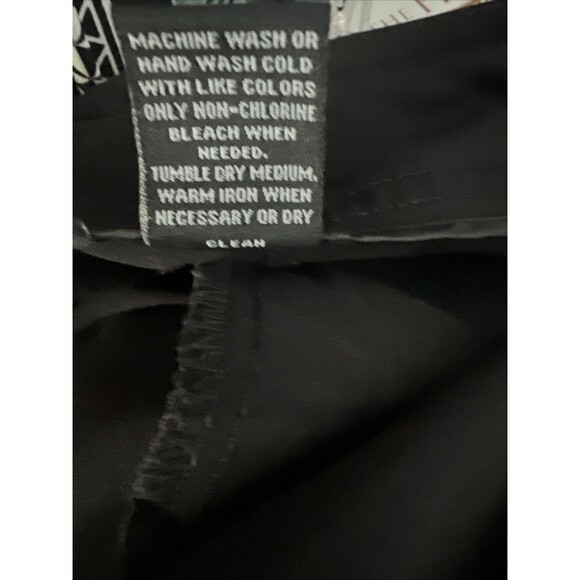 MACHINE WASH OR
HAND WASH COLD
WITH LIKE COLORS
ONLY NON-CHLORINE
BLEACH WHEN
NEEDED.
TUMBLE DRY MEDIUM.
WARM IRON WHEN
NECESSARY OR DRY
CLEAN
THE